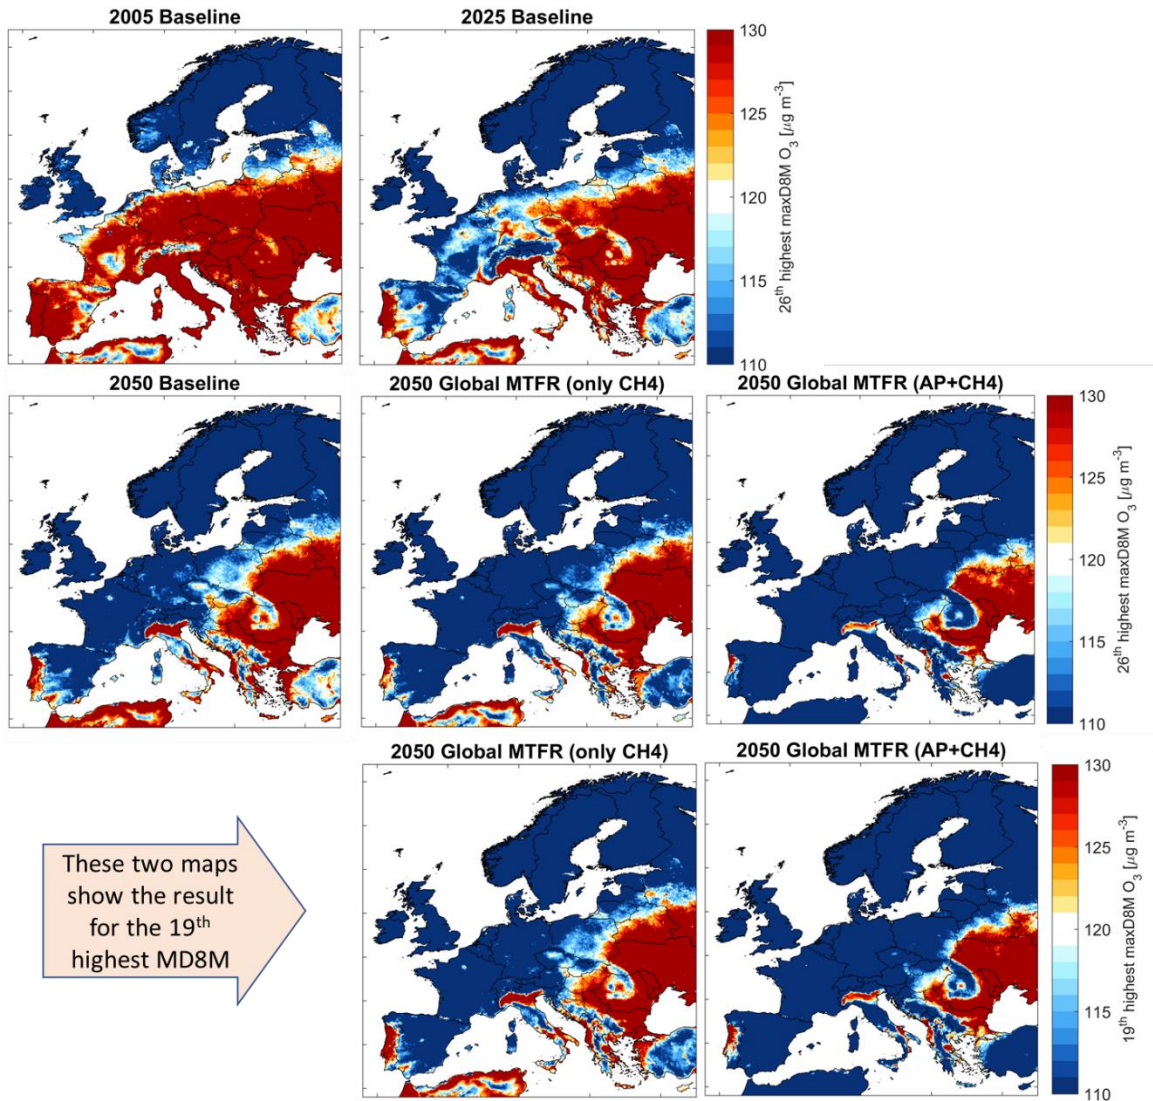 2005 Baseline
2025 Baseline
130
125
120
115
110
26th highest maxD8M O3 [μg m-3]
2050 Baseline
2050 Global MTFR (only CH4)
2050 Global MTFR (AP+CH4)
130
125
120
115
110
26th highest maxD8M O3 [μg m-3]
These two maps
show the result
for the 19th
highest MD8M
2050 Global MTFR (only CH4)
2050 Global MTFR (AP+CH4)
130
125
120
115
110
19th highest maxD8M O3 [μg m-3]